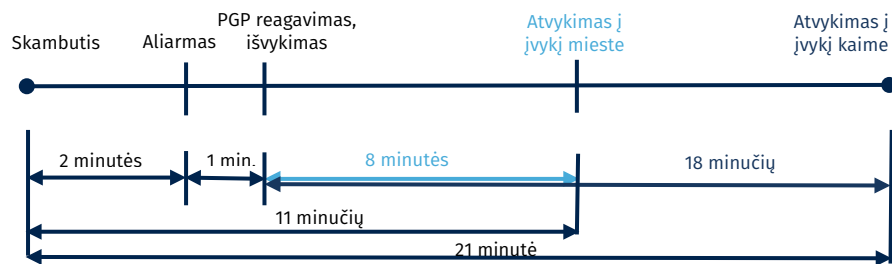 Skambutis
Aliarmas
PGP reagavimas,
išvykimas
Atvykimas į
įvykį mieste
Atvykimas į
įvykį kaime
2 minutės
1 min.
8 minutės
18 minučių
11 minučių
21 minutė